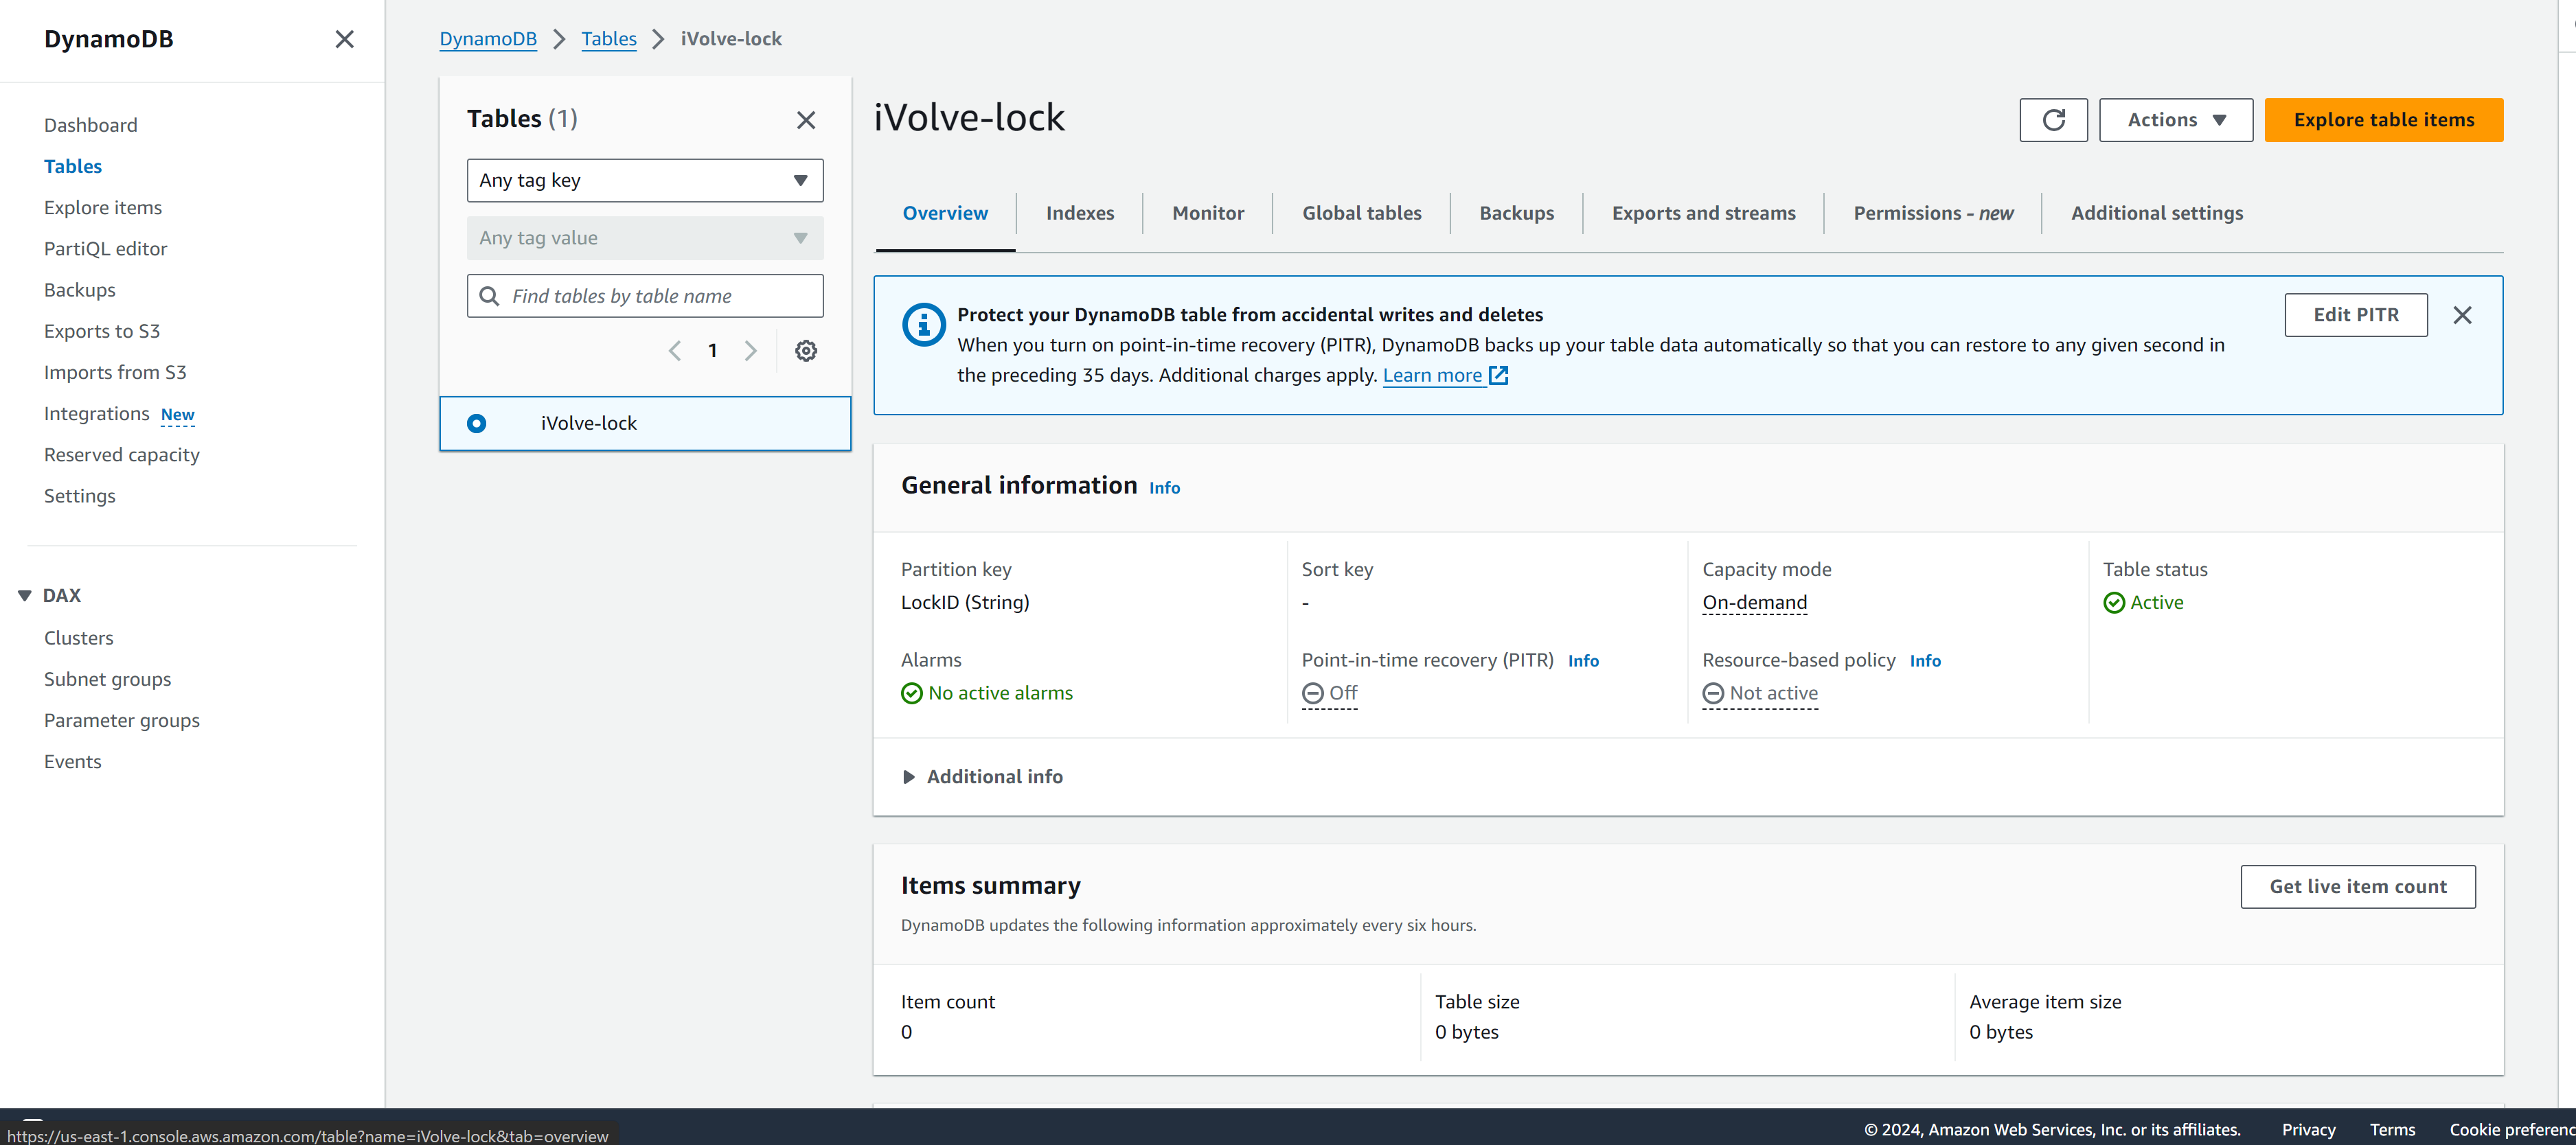 DynamoDB
Dashboard
Tables
Explore items
PartiQL editor
Backups
Exports to S3
Imports from S3
Integrations New
Reserved capacity
Settings
DAX
Clusters
Subnet groups
Parameter groups
Events
DynamoDB Tables iVolve-lock
Tables (1)
Any tag key
Any tag value
Find tables by table name
1
iVolve-lock
iVolve-lock
Actions
Explore table items
Overview Indexes Monitor Global tables Backups Exports and streams Permissions - new Additional settings
Protect your DynamoDB table from accidental writes and deletes
When you turn on point-in-time recovery (PITR), DynamoDB backs up your table data automatically so that you can restore to any given second in
the preceding 35 days. Additional charges apply. Learn more
Edit PITR
General information Info
Partition key
LockID (String)
Sort key
-
Capacity mode
On-demand
Table status
Active
Alarms
No active alarms
Point-in-time recovery (PITR) Info
Off
Resource-based policy Info
Not active
Additional info
Items summary
Get live item count
DynamoDB updates the following information approximately every six hours.
Item count
0
Table size
0 bytes
Average item size
0 bytes
https://us-east-1.console.aws.amazon.com/table?name=iVolve-lock&tab=overview
© 2024, Amazon Web Services, Inc. or its affiliates. Privacy Terms Cookie preferenc